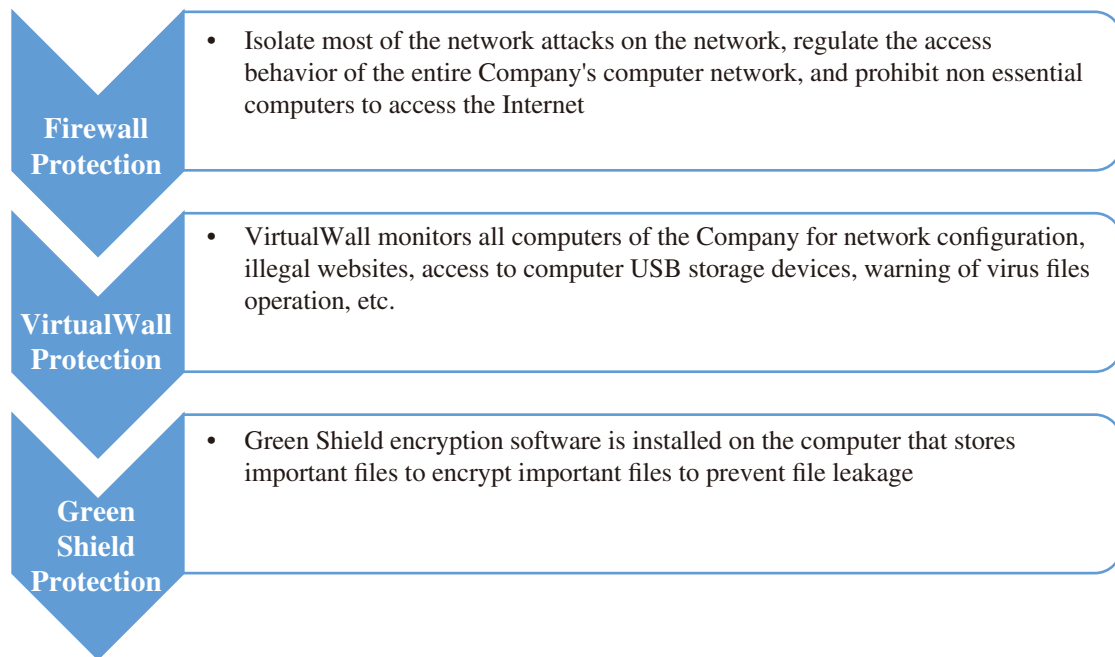 Firewall
Protection
• Isolate most of the network attacks on the network, regulate the access
behavior of the entire Company's computer network, and prohibit non essential
computers to access the Internet
VirtualWall
Protection
• VirtualWall monitors all computers of the Company for network configuration,
illegal websites, access to computer USB storage devices, warning of virus files
operation, etc.
Green
Shield
Protection
• Green Shield encryption software is installed on the computer that stores
important files to encrypt important files to prevent file leakage